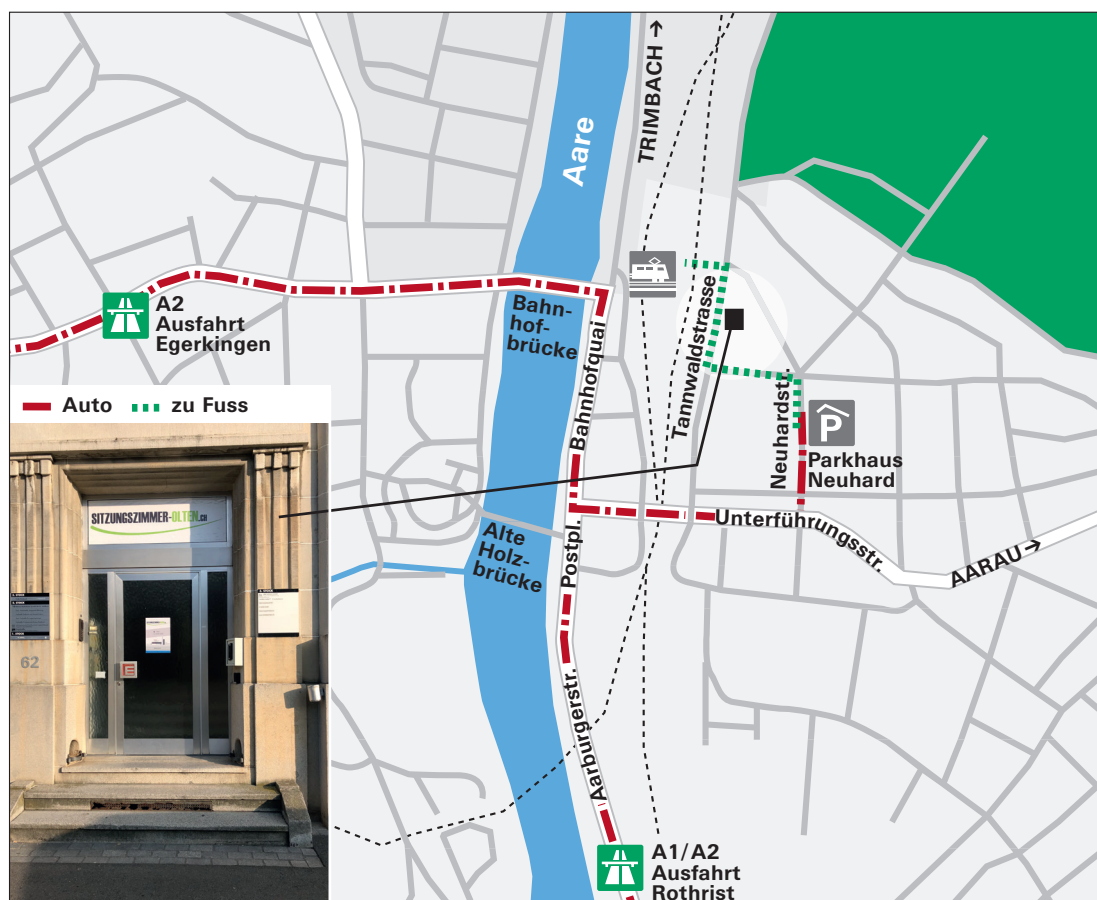 TRIMBACH →
Aare
A2
Ausfahrt
Egerkingen
Bahn-
hof-
brücke
Bahnhofquai
Tannwaldstrasse
Neuhardstr.
P
Parkhaus
Neuhard
Auto
zu Fuss
SITZUNGSZIMMER-OLTEN.CH
62
Alte
Holz-
brücke
Postpl.
Unterführungsstr.
AARAU →
Aarburgerstr.
A1/A2
Ausfahrt
Rothrist